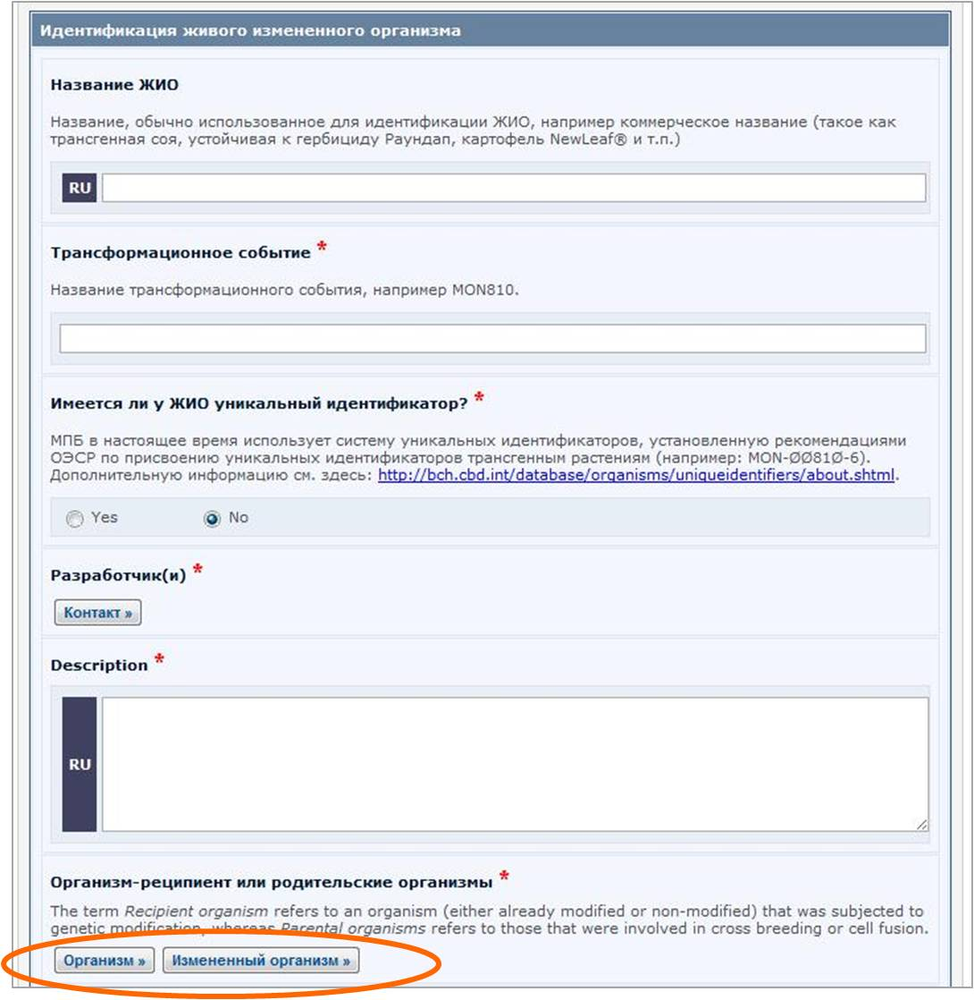 Идентификация живого измененного организма
Название ЖИО
Название, обычно использованное для идентификации ЖИО, например коммерческое название (такое как
трансгенная соя, устойчивая к гербициду Раундап, картофель NewLeaf® и т.п.)
RU
Трансформационное событие *
Название трансформационного события, например MON810.
Имеется ли у ЖИО уникальный идентификатор? *
МПБ в настоящее время использует систему уникальных идентификаторов, установленную рекомендациями
ОЭСР по присвоению уникальных идентификаторов трансгенным растениям (например: MON-ØØ81Ø-6).
Дополнительную информацию см. здесь: http://bch.cbd.int/database/organisms/uniqueidentifiers/about.shtml.
Yes No
Разработчик(и) *
Контакт »
Description *
RU
Организм-реципиент или родительские организмы *
The term Recipient organism refers to an organism (either already modified or non-modified) that was subjected to
genetic modification, whereas Parental organisms refers to those that were involved in cross breeding or cell fusion.
Организм » Измененный организм »